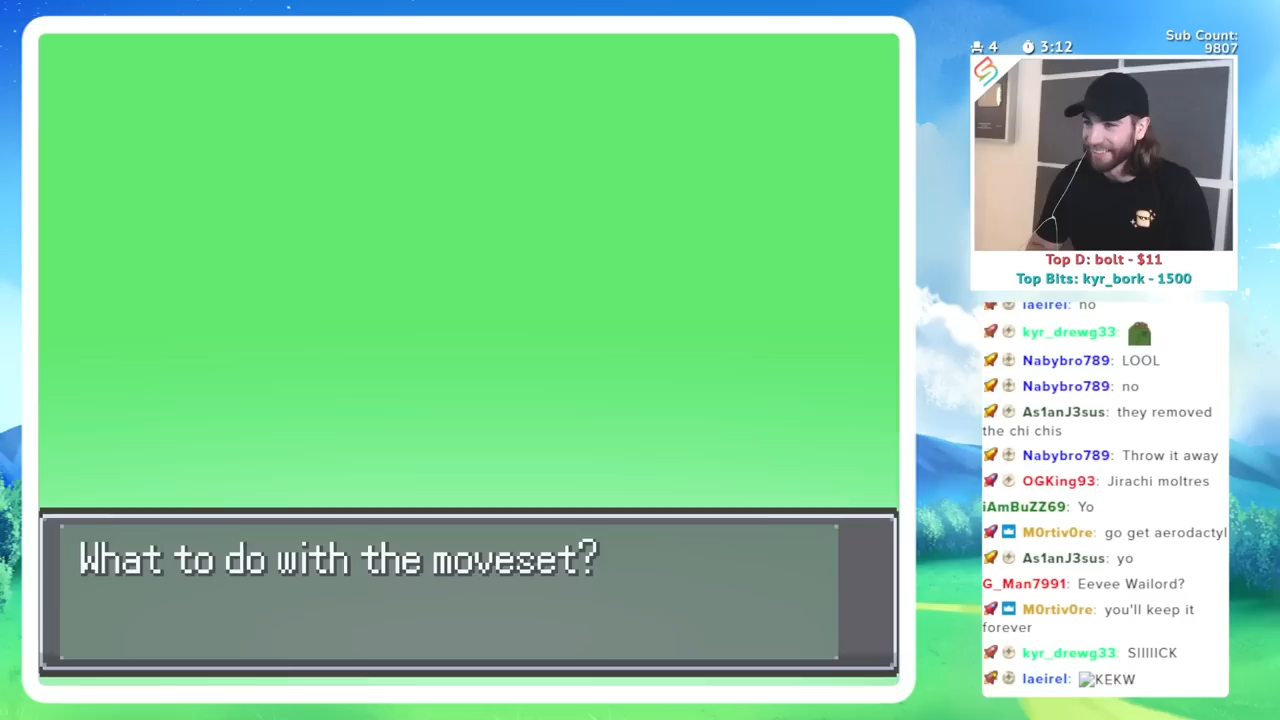 4
3:12
Sub Count:
9807
Top D: bolt - $11
Top Bits: kyr_bork - 1500
What to do with the moveset?
laeirel: no
kyr_drewg33:
Nabybro789: LOOL
Nabybro789: no
As1anJ3sus: they removed
the chi chis
Nabybro789: Throw it away
OGKing93: Jirachi moltres
iAmBuZZ69: Yo
M0rtiv0re: go get aerodactyl
As1anJ3sus: yo
G_Man7991: Eevee Wailord?
M0rtiv0re: you'll keep it
forever
kyr_drewg33: SIIIIICK
laeirel: KEKW